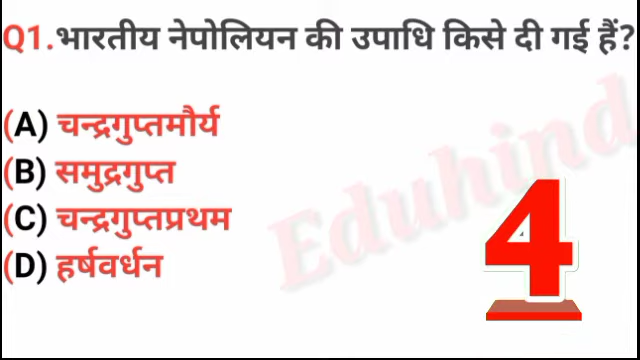 Q1.भारतीय नेपोलियन की उपाधि किसे दी गई हैं?
(A) चन्द्रगुप्तमौर्य
(B) समुद्रगुप्त
(C) चन्द्रगुप्तप्रथम
(D) हर्षवर्धन
Eduhind
4